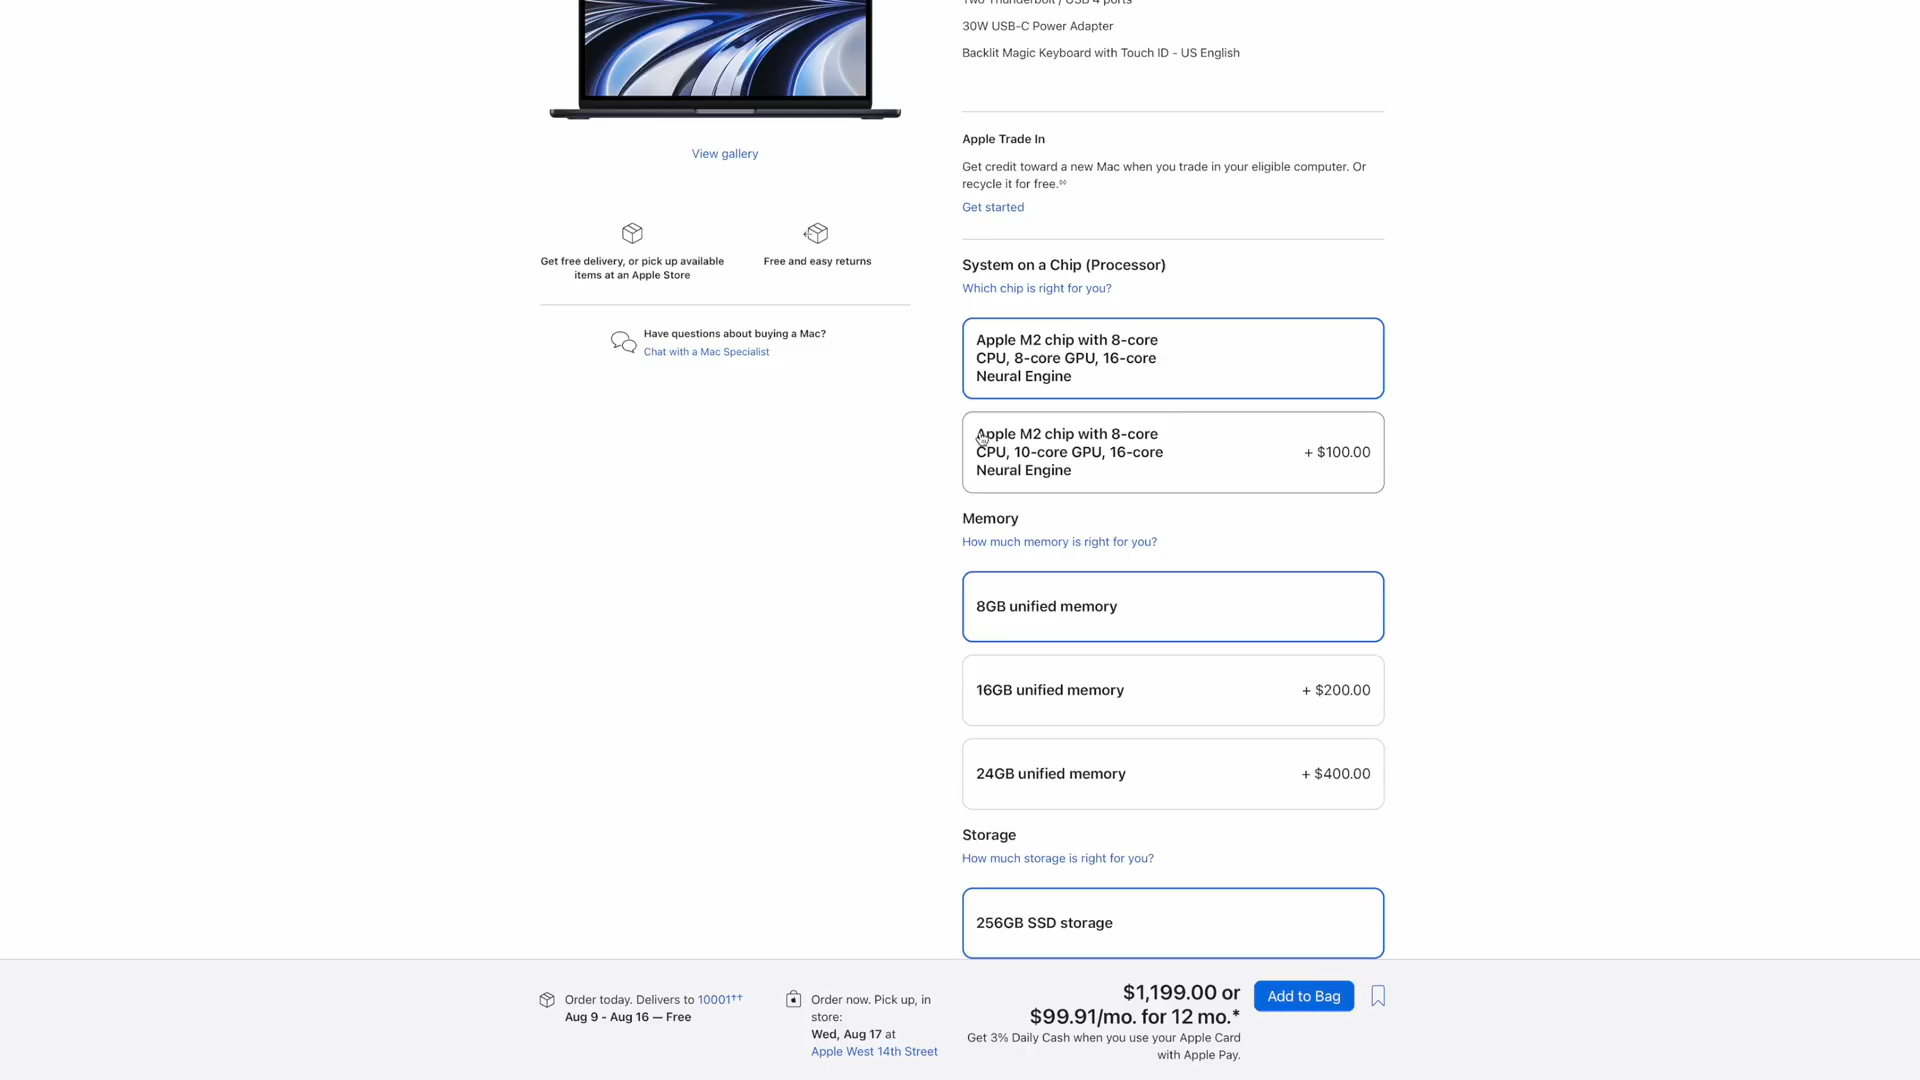 Two Thunderbolt / USB 4 ports
30W USB-C Power Adapter
Backlit Magic Keyboard with Touch ID - US English
View gallery
Get free delivery, or pick up available
items at an Apple Store
Free and easy returns
Have questions about buying a Mac?
Chat with a Mac Specialist
Apple Trade In
Get credit toward a new Mac when you trade in your eligible computer. Or
recycle it for free.◊◊
Get started
System on a Chip (Processor)
Which chip is right for you?
Apple M2 chip with 8-core
CPU, 8-core GPU, 16-core
Neural Engine
Apple M2 chip with 8-core
CPU, 10-core GPU, 16-core
Neural Engine
+ $100.00
Memory
How much memory is right for you?
8GB unified memory
16GB unified memory
+ $200.00
24GB unified memory
+ $400.00
Storage
How much storage is right for you?
256GB SSD storage
Order today. Delivers to 10001††
Aug 9 - Aug 16 — Free
Order now. Pick up, in
store:
Wed, Aug 17 at
Apple West 14th Street
$1,199.00 or
$99.91/mo. for 12 mo.*
Get 3% Daily Cash when you use your Apple Card
with Apple Pay.
Add to Bag